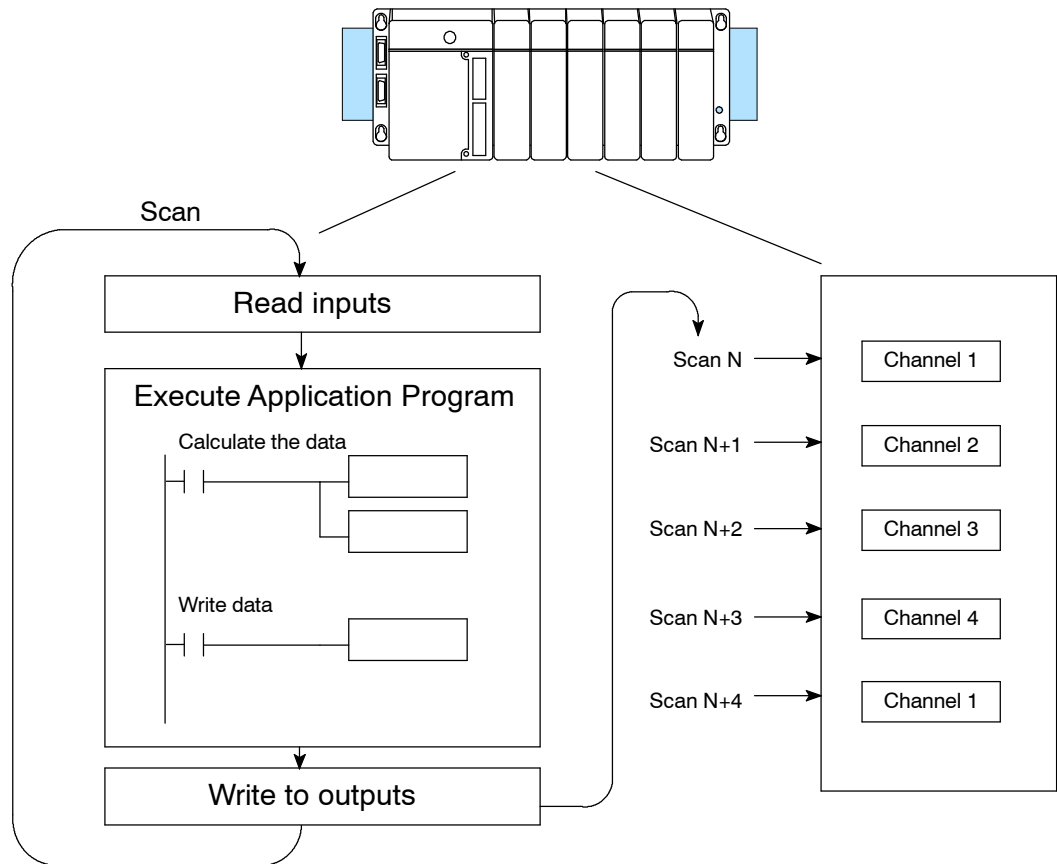 Scan
Read inputs
Execute Application Program
Calculate the data
Write data
Write to outputs
Scan N
Channel 1
Scan N+1
Channel 2
Scan N+2
Channel 3
Scan N+3
Channel 4
Scan N+4
Channel 1